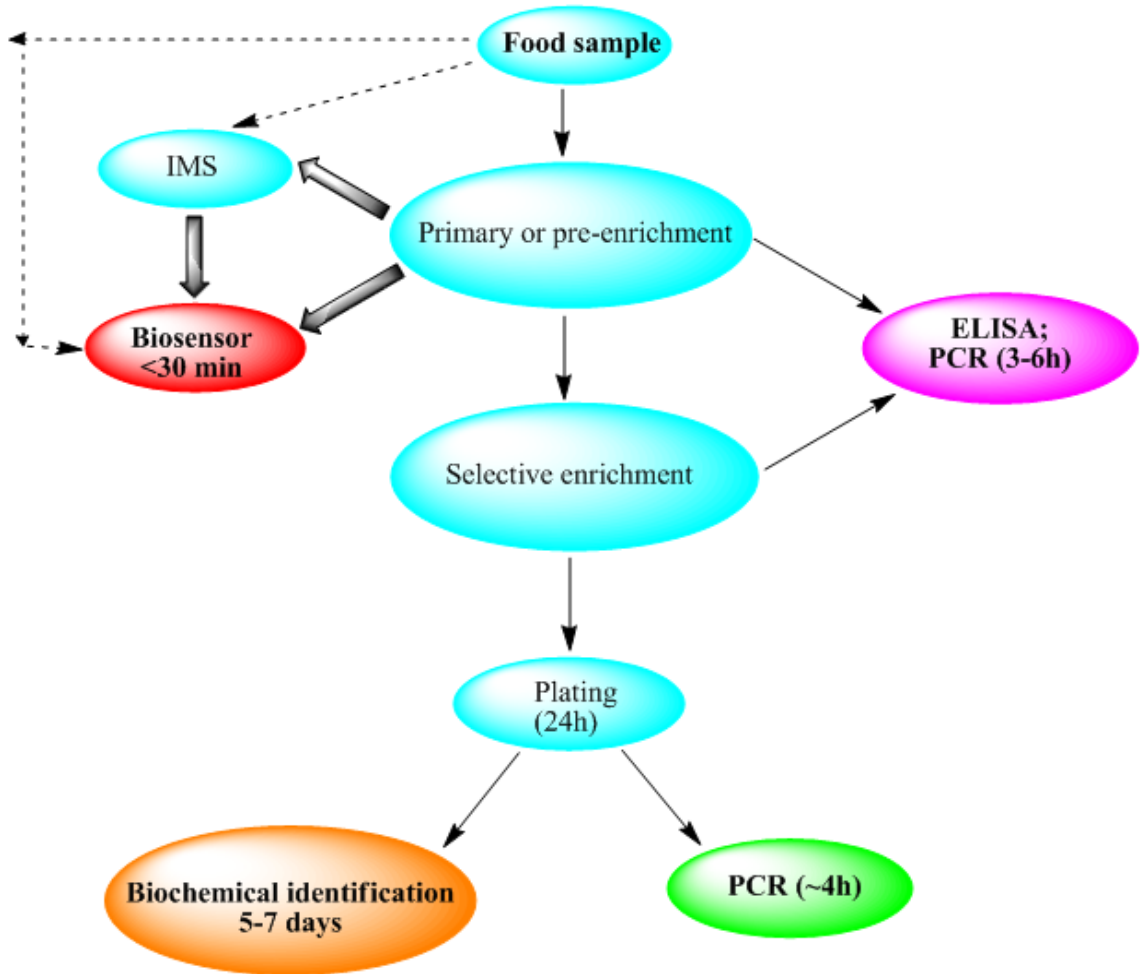 Food sample
IMS
Primary or pre-enrichment
Biosensor
<30 min
ELISA;
PCR (3-6h)
Selective enrichment
Plating
(24h)
Biochemical identification
5-7 days
PCR (~4h)